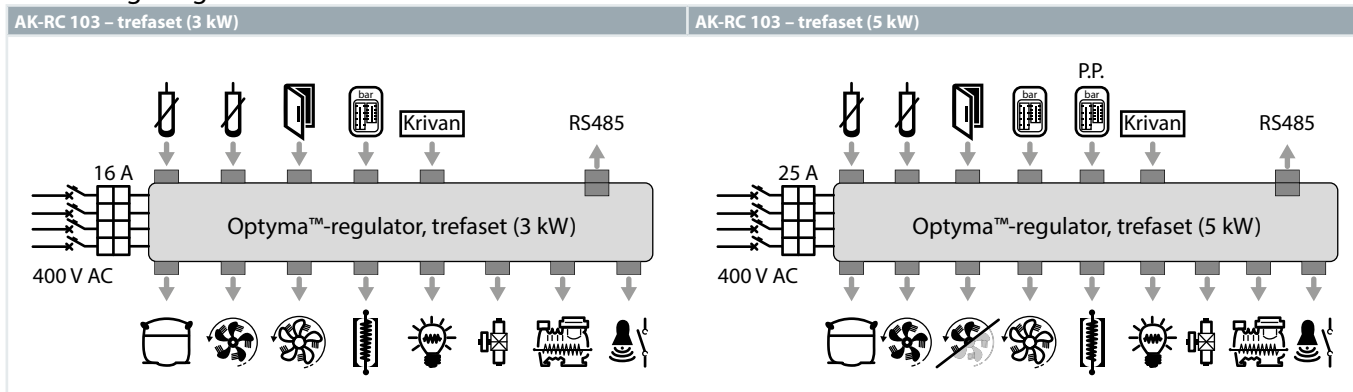 AK-RC 103 – trefaset (3 kW)
bar
Krivan
RS485
16 A
Optyma™-regulator, trefaset (3 kW)
400 V AC
AK-RC 103 – trefaset (5 kW)
P.P.
bar
bar
Krivan
RS485
25 A
Optyma™-regulator, trefaset (5 kW)
400 V AC